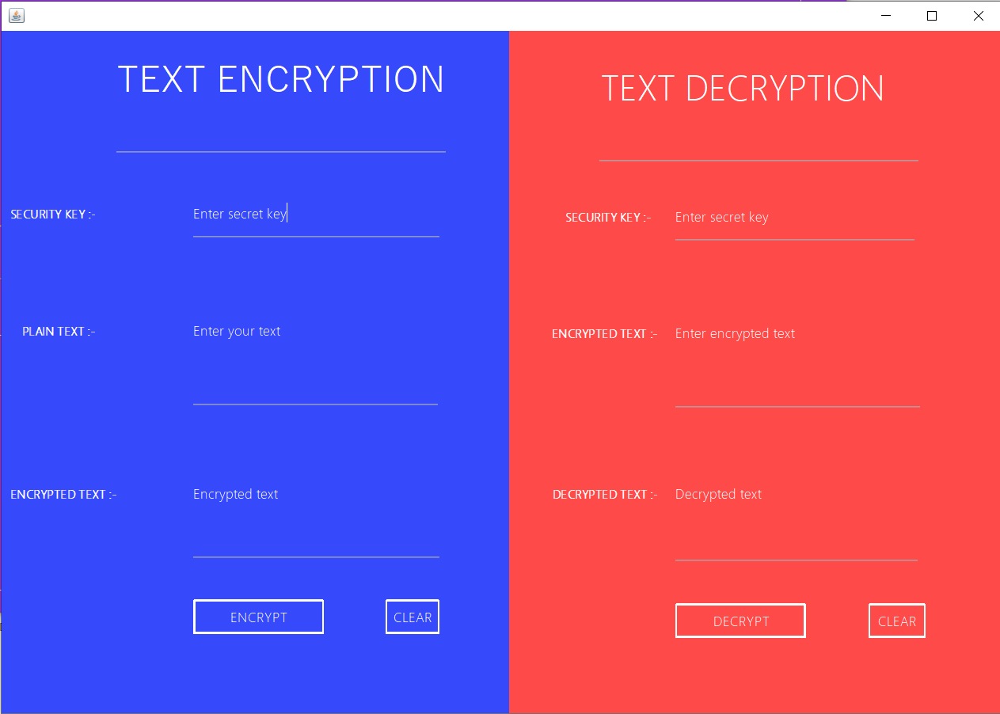 TEXT ENCRYPTION
SECURITY KEY :-
Enter secret key
PLAIN TEXT :-
Enter your text
ENCRYPTED TEXT :-
Encrypted text
ENCRYPT
CLEAR
TEXT DECRYPTION
SECURITY KEY :-
Enter secret key
ENCRYPTED TEXT :-
Enter encrypted text
DECRYPTED TEXT :-
Decrypted text
DECRYPT
CLEAR